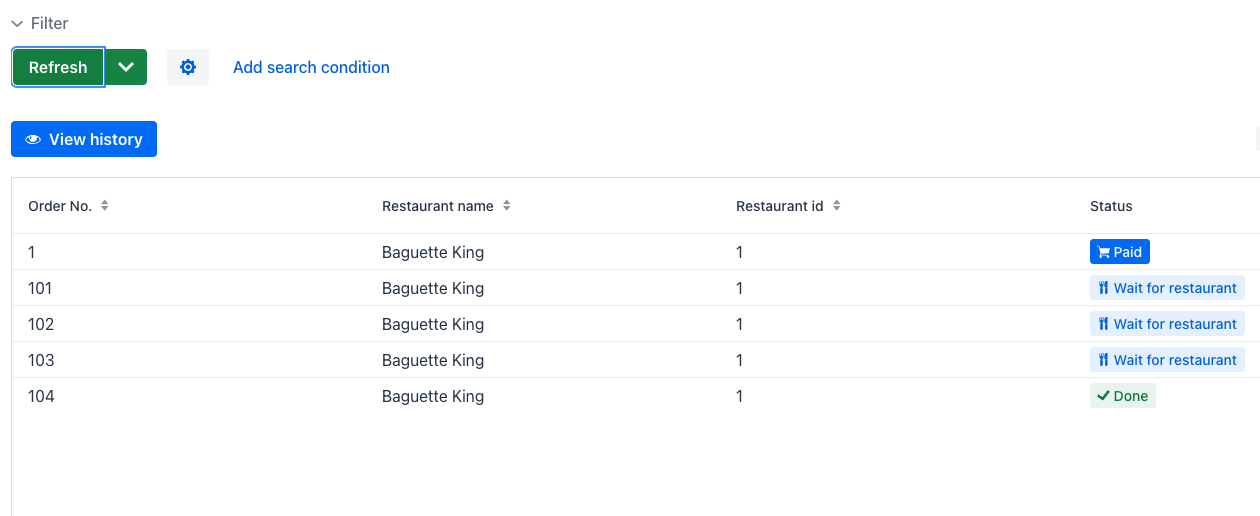 Filter
Refresh Add search condition
View history
Order No. Restaurant name Restaurant id Status
1 Baguette King 1 Paid
101 Baguette King 1 Wait for restaurant
102 Baguette King 1 Wait for restaurant
103 Baguette King 1 Wait for restaurant
104 Baguette King 1 Done